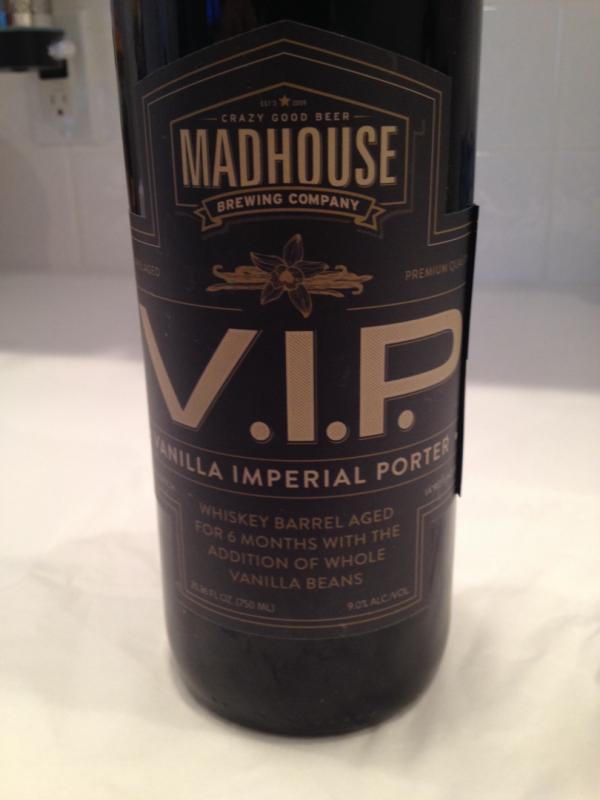 EST'D 2009
CRAZY GOOD BEER
MADHOUSE
BREWING COMPANY
AGED
PREMIUM
V.I.P.
VANILLA IMPERIAL PORTER
WHISKEY BARREL AGED
FOR 6 MONTHS WITH THE
ADDITION OF WHOLE
VANILLA BEANS
25.36 FL OZ. (750 ML)
9.0% ALC/VOL